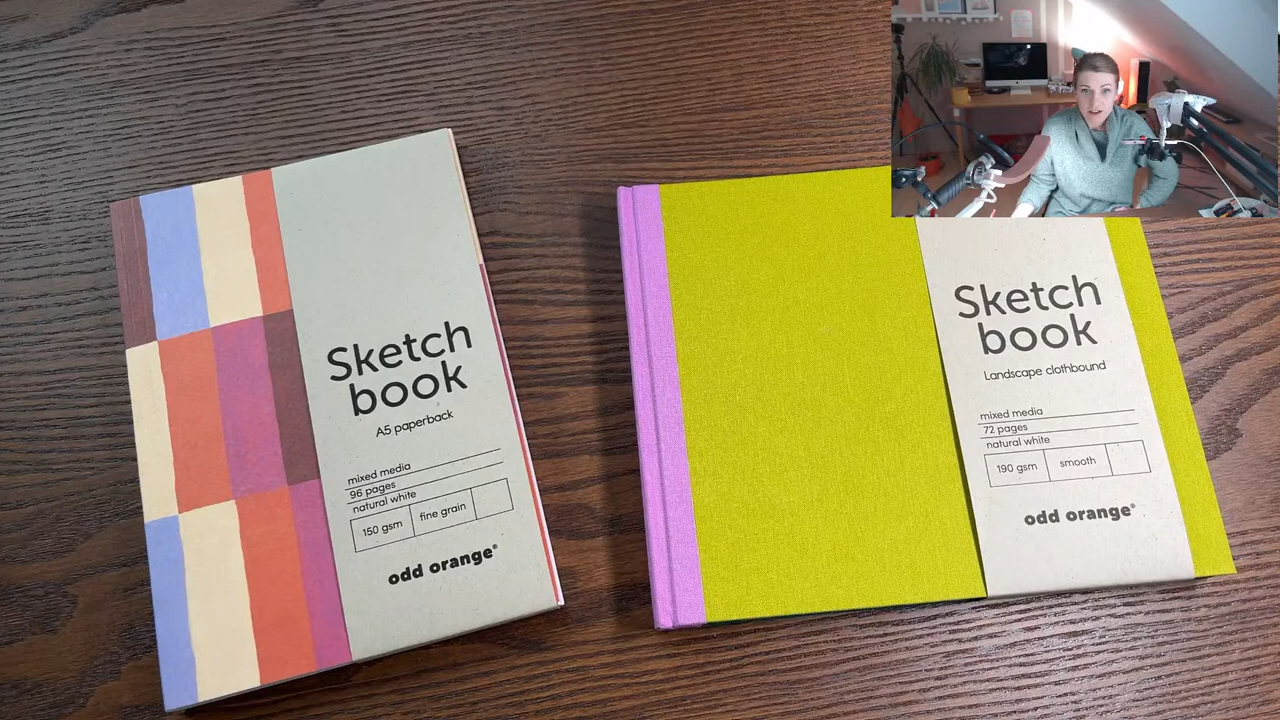 Sketch
book
A5 paperback
mixed media
96 pages
natural white
150 gsm
fine grain
odd orange®
Sketch
book
Landscape clothbound
mixed media
72 pages
natural white
190 gsm
smooth
odd orange®